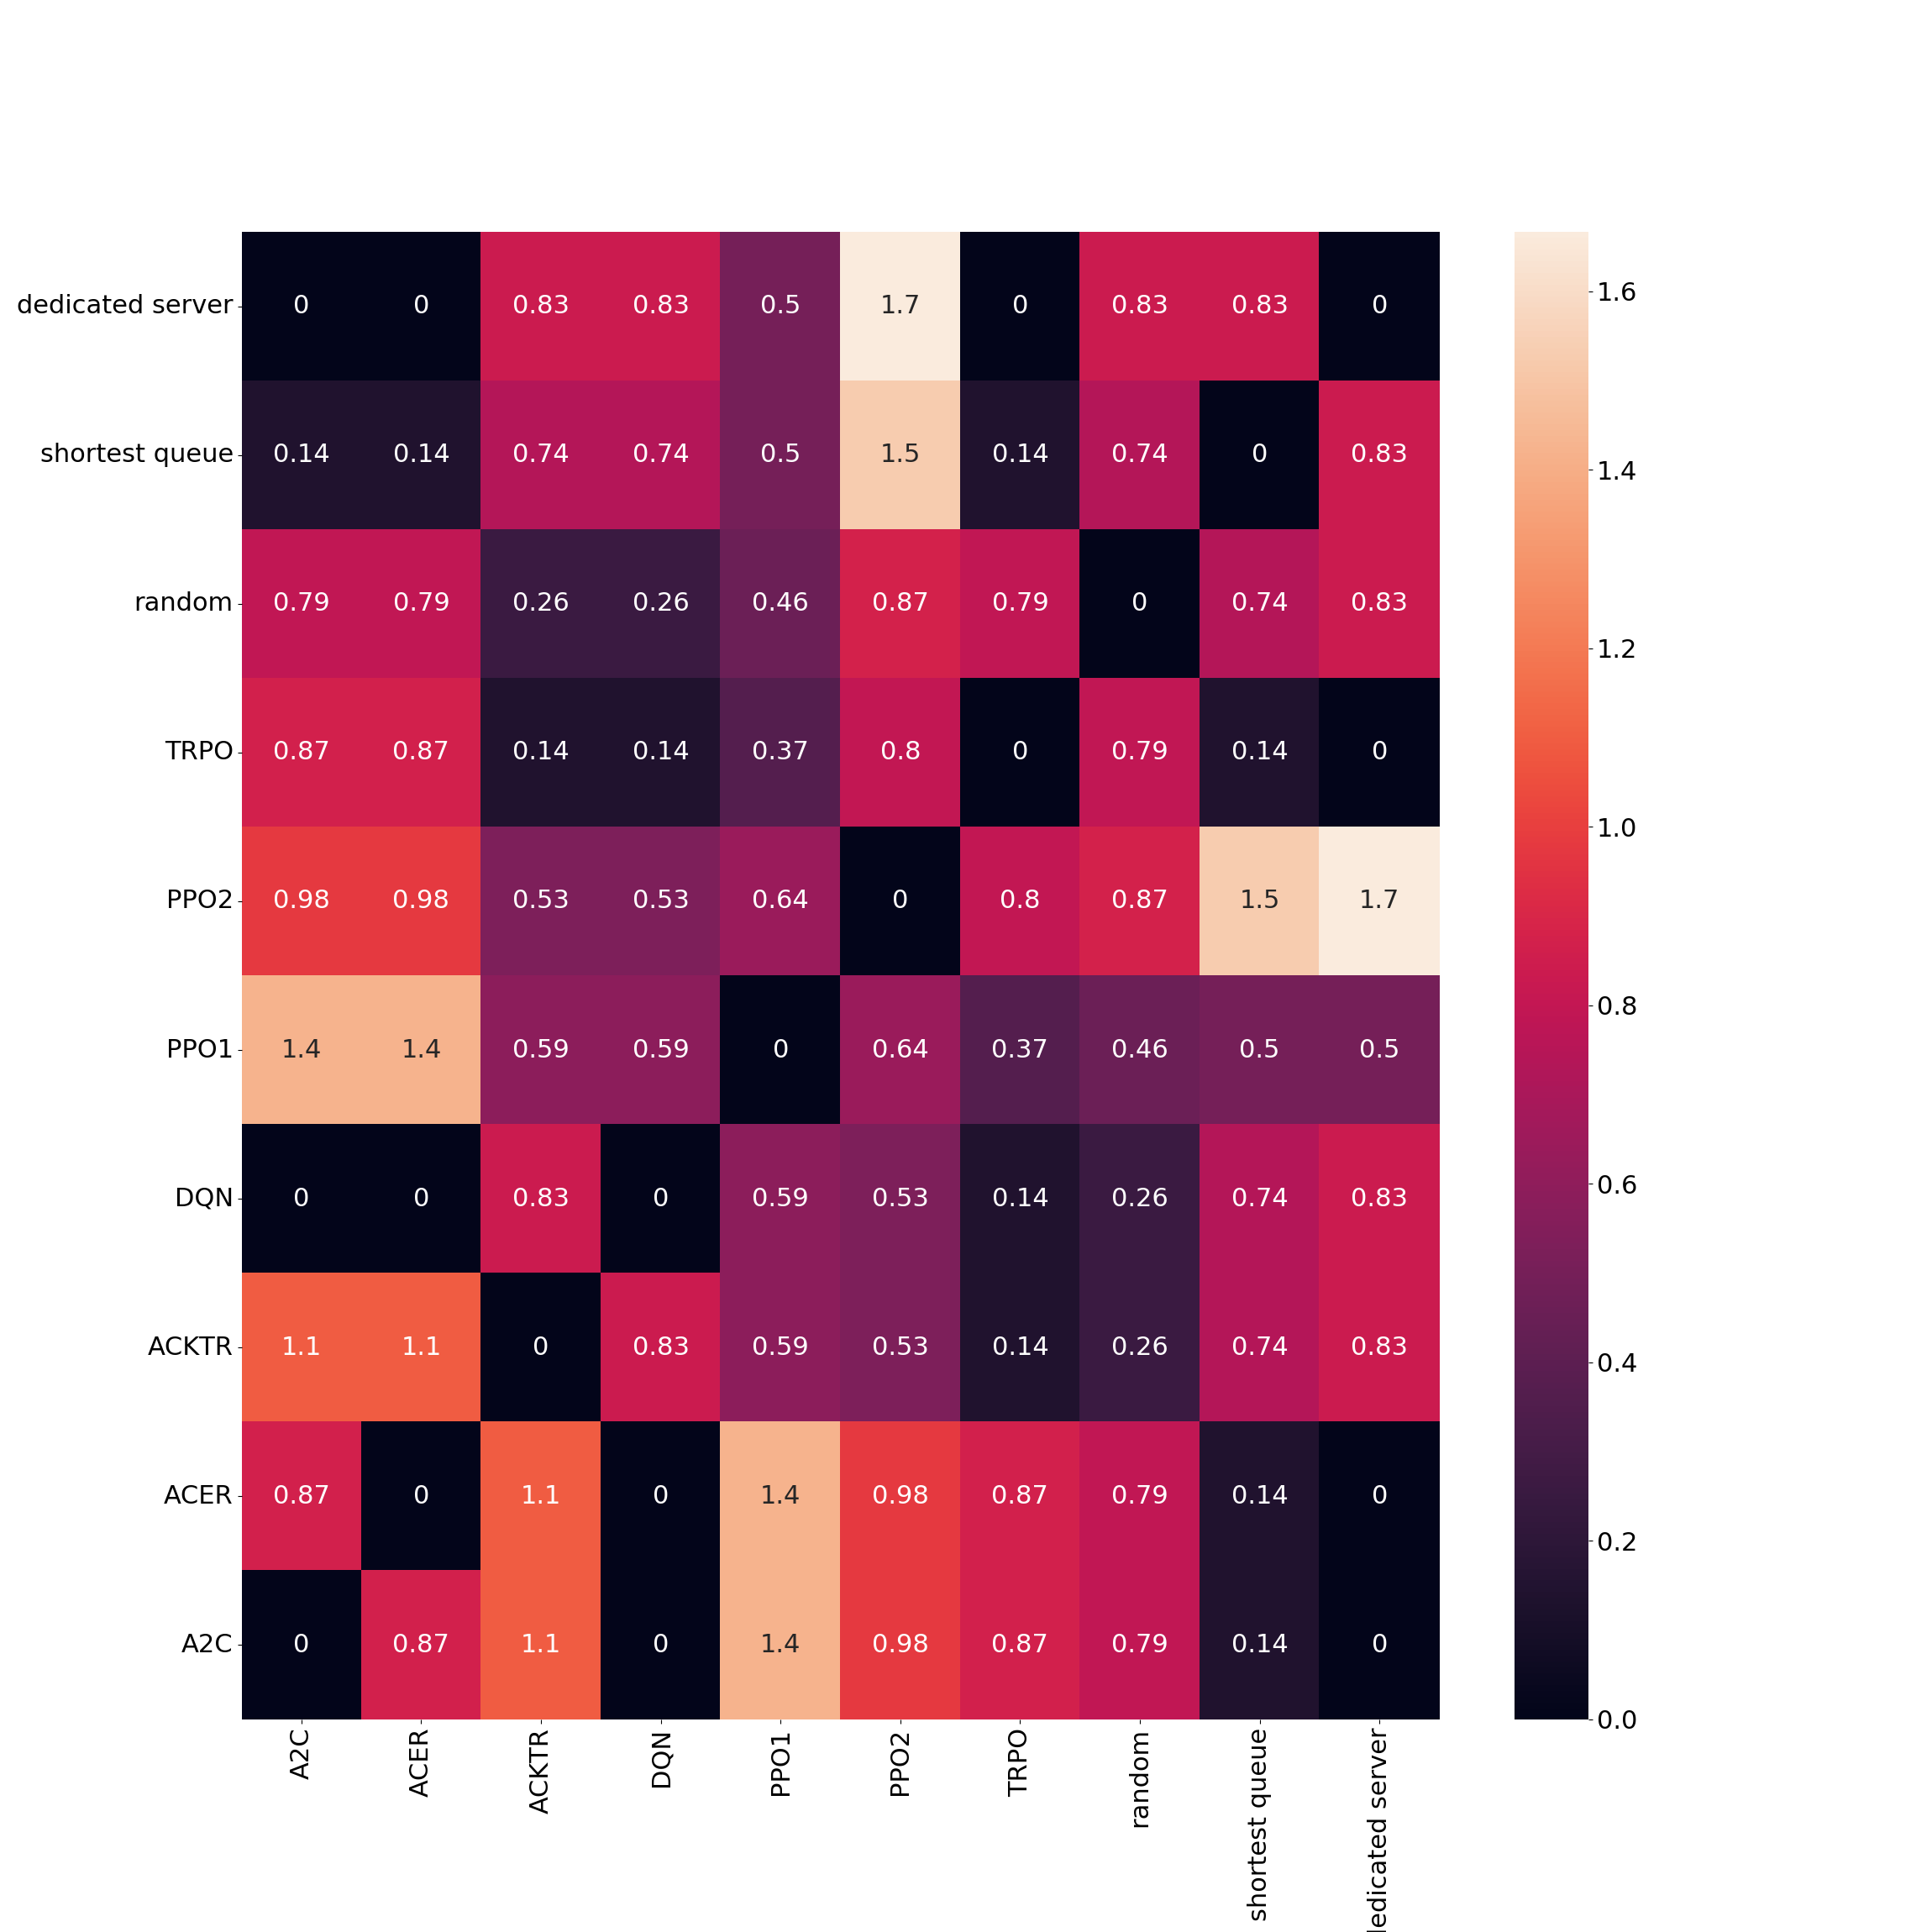 dedicated server 0 0 0.83 0.83 0.5 1.7 0 0.83 0.83 0
shortest queue 0.14 0.14 0.74 0.74 0.5 1.5 0.14 0.74 0 0.83
random 0.79 0.79 0.26 0.26 0.46 0.87 0.79 0 0.74 0.83
TRPO 0.87 0.87 0.14 0.14 0.37 0.8 0 0.79 0.14 0
PPO2 0.98 0.98 0.53 0.53 0.64 0 0.8 0.87 1.5 1.7
PPO1 1.4 1.4 0.59 0.59 0 0.64 0.37 0.46 0.5 0.5
DQN 0 0 0.83 0 0.59 0.53 0.14 0.26 0.74 0.83
ACKTR 1.1 1.1 0 0.83 0.59 0.53 0.14 0.26 0.74 0.83
ACER 0.87 0 1.1 0 1.4 0.98 0.87 0.79 0.14 0
A2C 0 0.87 1.1 0 1.4 0.98 0.87 0.79 0.14 0
A2C
ACER
ACKTR
DQN
PPO1
PPO2
TRPO
random
shortest queue
dedicated server
1.6
1.4
1.2
1.0
0.8
0.6
0.4
0.2
0.0